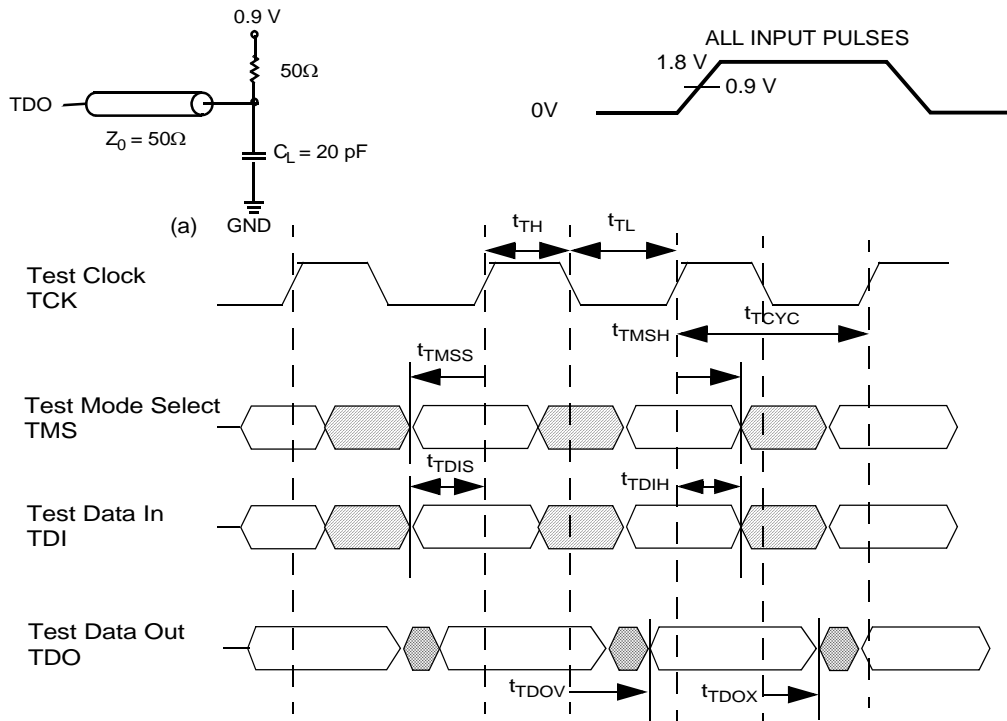 0.9 V
50Ω
TDO
Z0 = 50Ω
CL = 20 pF
(a) GND
ALL INPUT PULSES
1.8 V
0.9 V
0V
tTH
tTL
Test Clock
TCK
tTMSH
tTCYC
tTMSS
Test Mode Select
TMS
tTDIS
tTDIH
Test Data In
TDI
Test Data Out
TDO
tTDOV
tTDOX